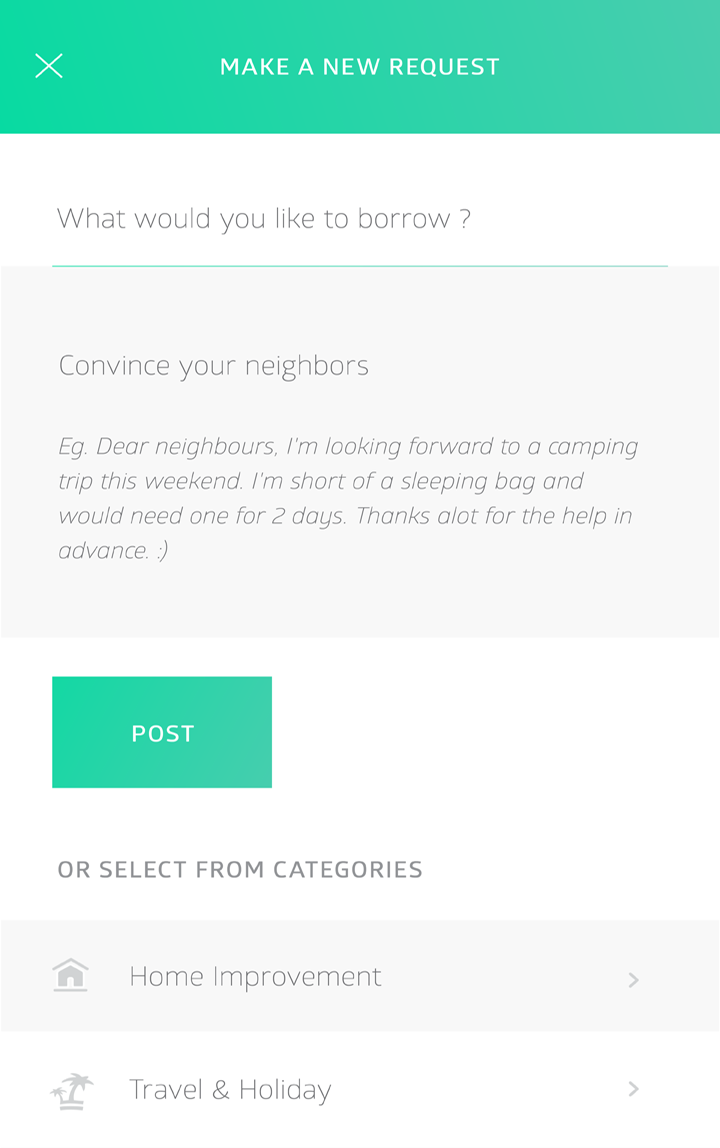 MAKE A NEW REQUEST
What would you like to borrow ?
Convince your neighbors
Eg. Dear neighbours, I'm looking forward to a camping
trip this weekend. I'm short of a sleeping bag and
would need one for 2 days. Thanks alot for the help in
advance. :)
POST
OR SELECT FROM CATEGORIES
Home Improvement
Travel & Holiday